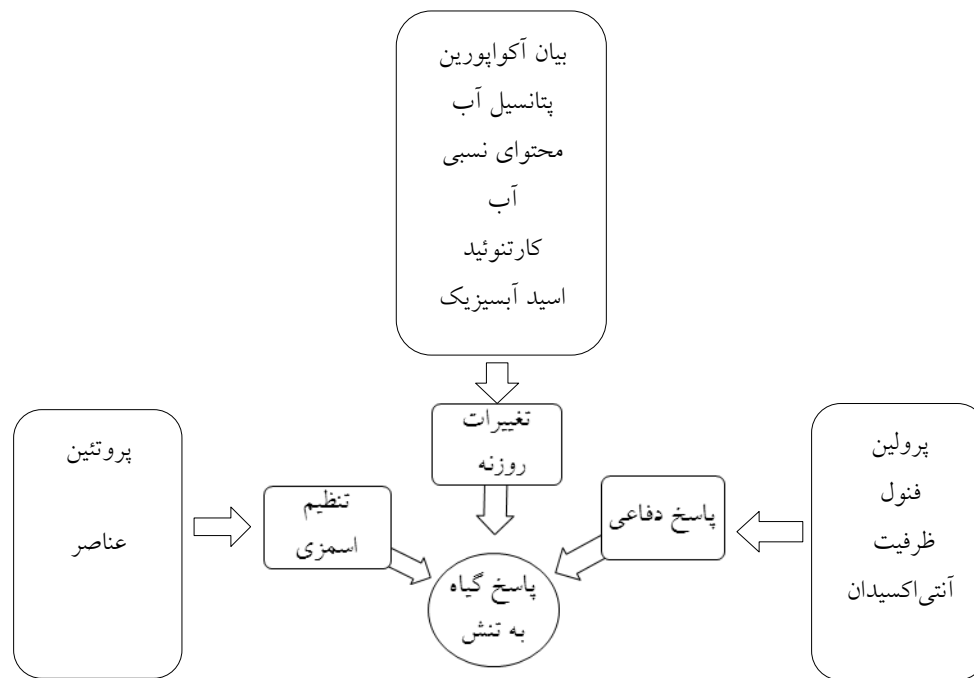 بیان آکواپورین
پتانسیل آب
محتوای نسبی
آب
کارتنوئید
اسید آبسیزیک
تغییرات
روزنه
پرولین
فنول
ظرفیت
آنتی‌اکسیدان
پاسخ دفاعی
پروتئین
عناصر
تنظیم
اسمزی
پاسخ گیاه
به تنش